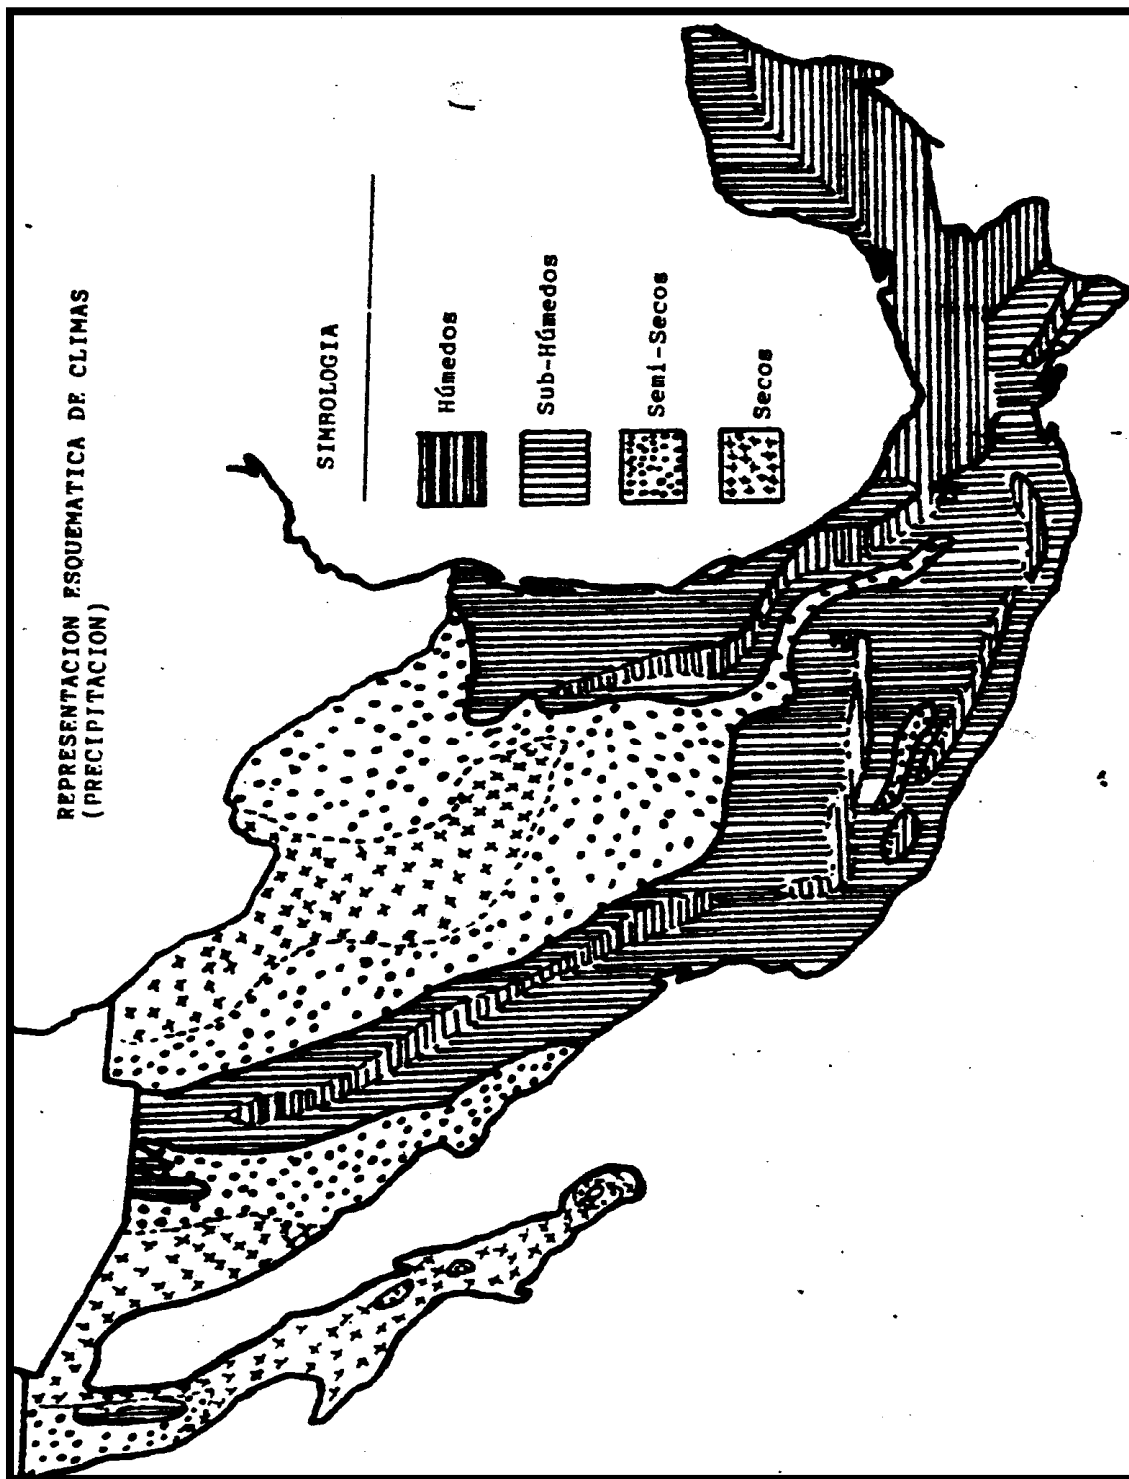 REPRESENTACION ESQUEMATICA DE CLIMAS
(PRECIPITACION)
SIMBOLOGIA
Húmedos
Sub-Húmedos
Semi-Secos
Secos